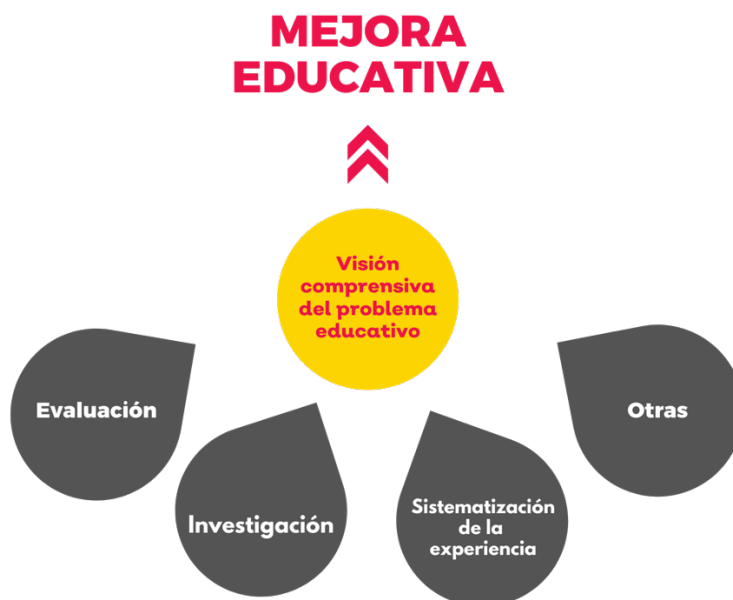 MEJORA
EDUCATIVA
Visión
comprensiva
del problema
educativo
Evaluación
Investigación
Sistematización
de la
experiencia
Otras